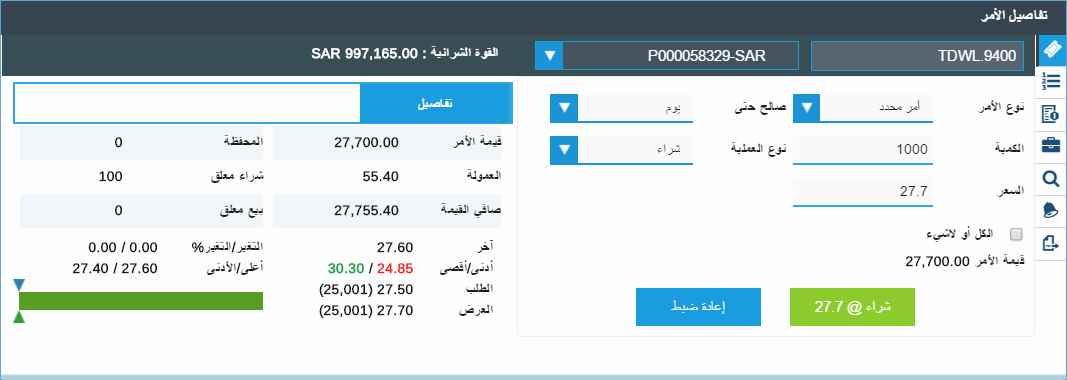 تفاصيل الأمر
TDWL.9400
P000058329-SAR
القوة الشرائية : SAR 997,165.00
نوع الأمر
أمر محدد
صالح حتى
يوم
الكمية
1000
نوع العملية
شراء
السعر
27.7
الكل أو لاشيء
قيمة الأمر 27,700.00
شراء @ 27.7
إعادة ضبط
تفاصيل
قيمة الأمر 27,700.00
المحفظة 0
العمولة 55.40
شراء معلق 100
صافي القيمة 27,755.40
بيع معلق 0
آخر 27.60
التغير/التغير% 0.00 / 0.00
أدنى/أقصى 24.85 / 30.30
أعلى/الأدنى 27.60 / 27.40
الطلب 27.50 (25,001)
العرض 27.70 (25,001)